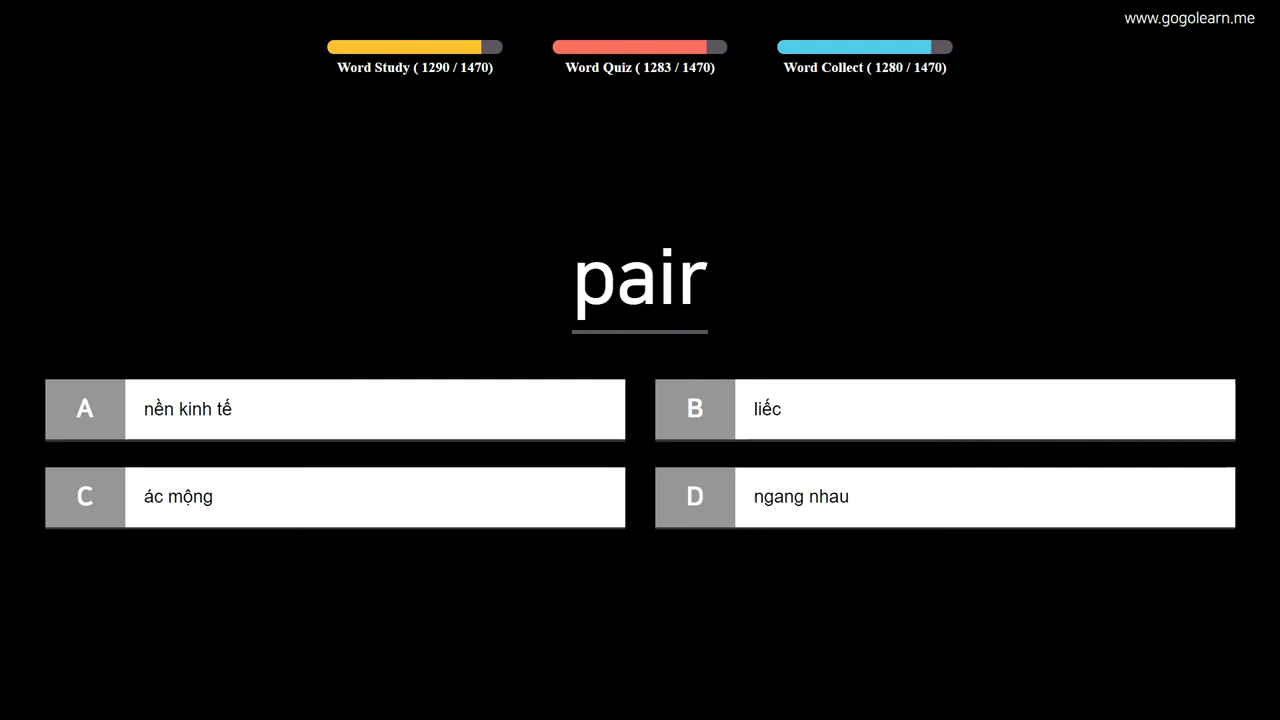 www.gogolearn.me
Word Study ( 1290 / 1470)
Word Quiz ( 1283 / 1470)
Word Collect ( 1280 / 1470)
pair
A nền kinh tế
B liếc
C ác mộng
D ngang nhau